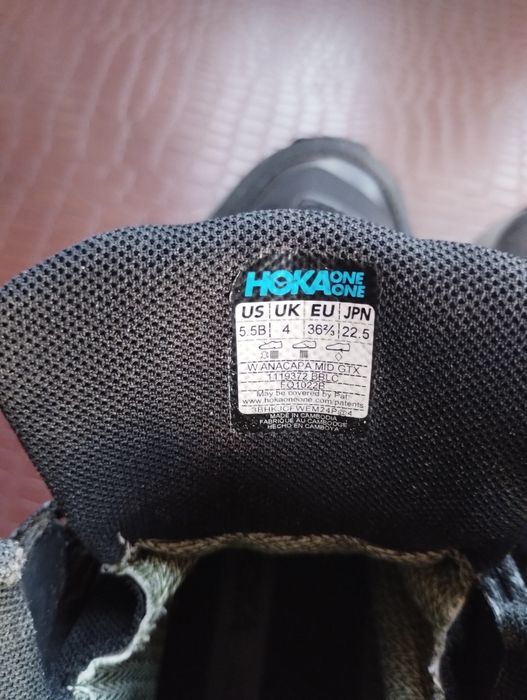 HOKA ONE ONE
US UK EU JPN
5.5B 4 36⅔ 22.5
W ANACAPA MID GTX
1119372 BBLC
FQ1022B
May be covered by Pat
www.hokaoneone.com/patents
MADE IN CAMBODIA
FABRIQUE AU CAMBODGE
HECHO EN CAMBOYA